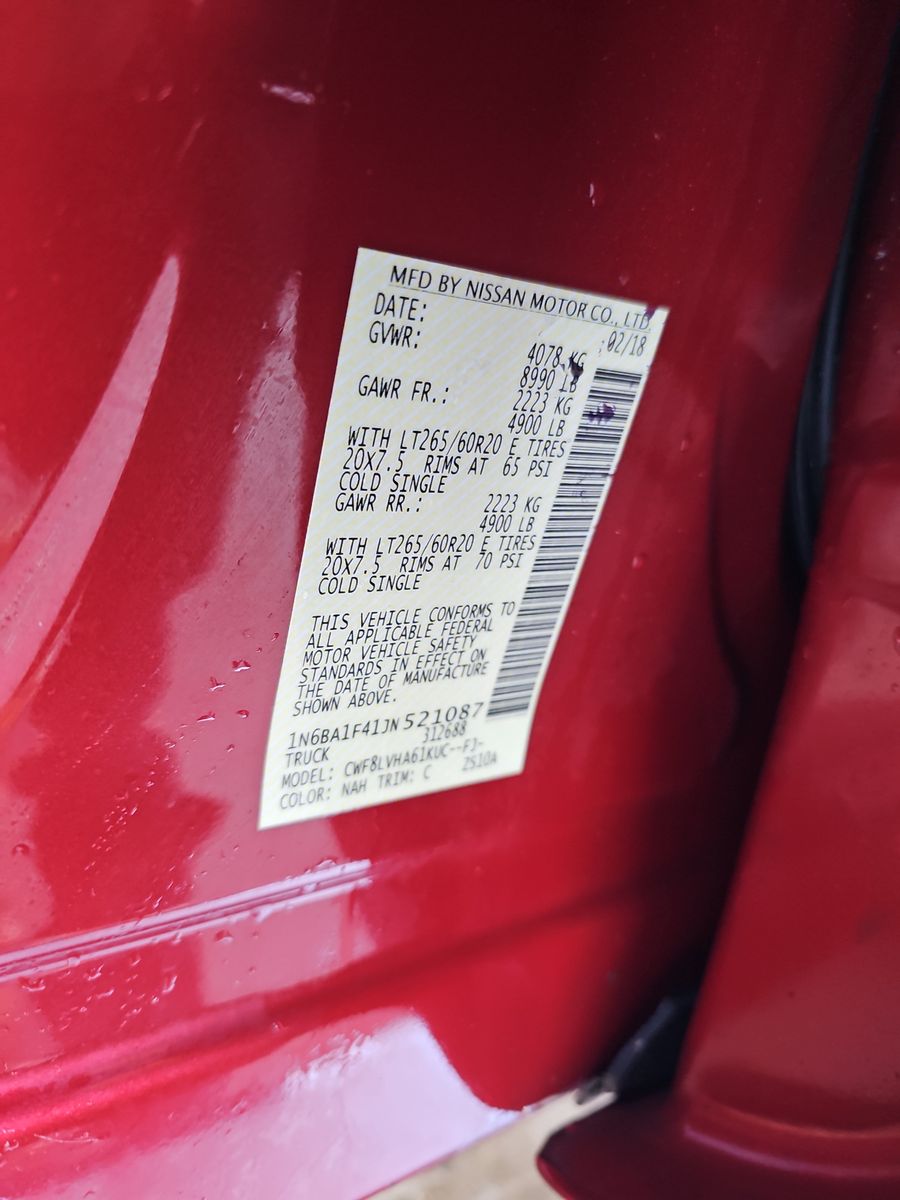 MFD BY NISSAN MOTOR CO., LTD.
DATE: 02/18
GVWR: 4078 KG
8990 LB
GAWR FR.: 2223 KG
4900 LB
WITH LT265/60R20 E TIRES
20X7.5 RIMS AT 65 PSI
COLD SINGLE
GAWR RR.: 2223 KG
4900 LB
WITH LT265/60R20 E TIRES
20X7.5 RIMS AT 70 PSI
COLD SINGLE
THIS VEHICLE CONFORMS TO
ALL APPLICABLE FEDERAL
MOTOR VEHICLE SAFETY
STANDARDS IN EFFECT ON
THE DATE OF MANUFACTURE
SHOWN ABOVE.
1N6BA1F41JN521087
TRUCK 312688
MODEL: CWF8LVHA61KUC--FJ-
COLOR: NAH TRIM: C ZS10A